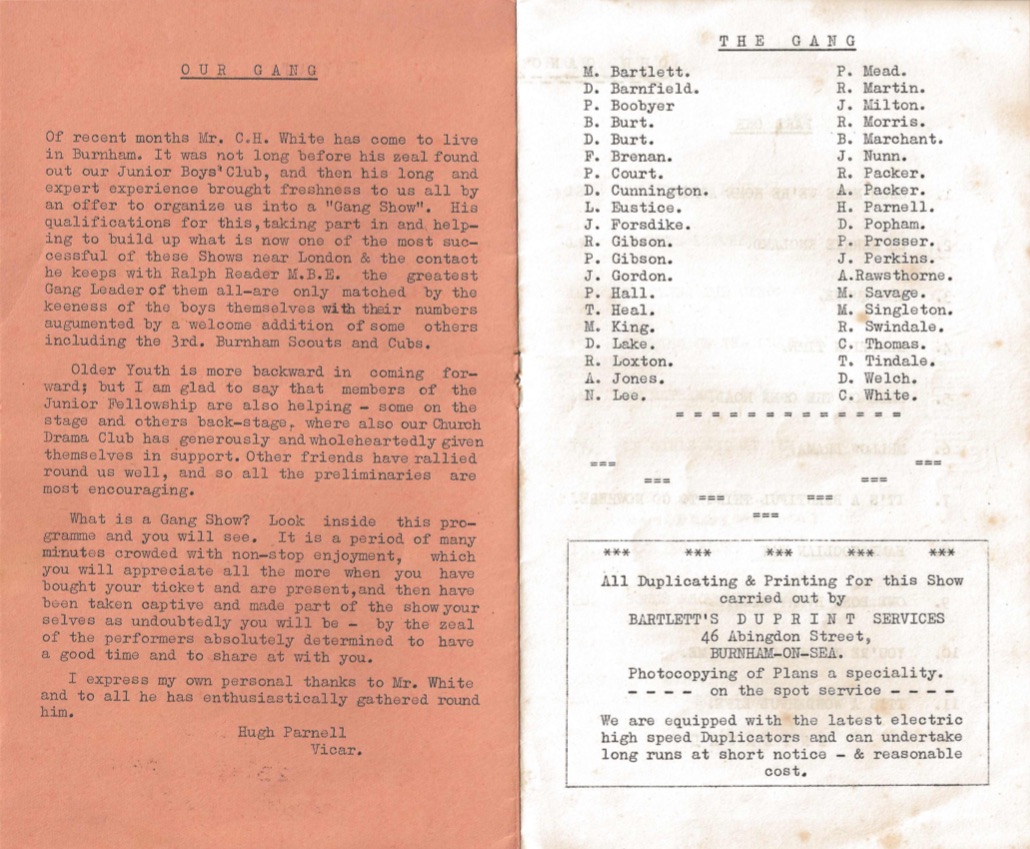 OUR GANG
Of recent months Mr. C.H. White has come to live
in Burnham. It was not long before his zeal found
out our Junior Boys' Club, and then his long and
expert experience brought freshness to us all by
an offer to organize us into a "Gang Show". His
qualifications for this,taking part in and help-
ing to build up what is now one of the most suc-
cessful of these Shows near London & the contact
he keeps with Ralph Reader M.B.E. the greatest
Gang Leader of them all-are only matched by the
keeness of the boys themselves with their numbers
augumented by a welcome addition of some others
including the 3rd. Burnham Scouts and Cubs.
Older Youth is more backward in coming for-
ward; but I am glad to say that members of the
Junior Fellowship are also helping - some on the
stage and others back-stage, where also our Church
Drama Club has generously and wholeheartedly given
themselves in support. Other friends have rallied
round us well, and so all the preliminaries are
most encouraging.
What is a Gang Show? Look inside this pro-
gramme and you will see. It is a period of many
minutes crowded with non-stop enjoyment, which
you will appreciate all the more when you have
bought your ticket and are present,and then have
been taken captive and made part of the show your
selves as undoubtedly you will be - by the zeal
of the performers absolutely determined to have
a good time and to share at with you.
I express my own personal thanks to Mr. White
and to all he has enthusiastically gathered round
him.
Hugh Parnell
Vicar.
THE GANG
M. Bartlett.
D. Barnfield.
P. Boobyer
B. Burt.
D. Burt.
F. Brenan.
P. Court.
D. Cunnington.
L. Eustice.
J. Forsdike.
R. Gibson.
P. Gibson.
J. Gordon.
P. Hall.
T. Heal.
M. King.
D. Lake.
R. Loxton.
A. Jones.
N. Lee.
P. Mead.
R. Martin.
J. Milton.
R. Morris.
B. Marchant.
J. Nunn.
R. Packer.
A. Packer.
H. Parnell.
D. Popham.
P. Prosser.
J. Perkins.
A.Rawsthorne.
M. Savage.
M. Singleton.
R. Swindale.
C. Thomas.
T. Tindale.
D. Welch.
C. White.
= = = = = = = = = = = =
=== ===
=== ===
=== ===
===
*** *** *** *** ***
All Duplicating & Printing for this Show
carried out by
BARTLETT'S D U P R I N T SERVICES
46 Abingdon Street,
BURNHAM-ON-SEA.
Photocopying of Plans a speciality.
- - - - on the spot service - - - -
We are equipped with the latest electric
high speed Duplicators and can undertake
long runs at short notice - & reasonable
cost.